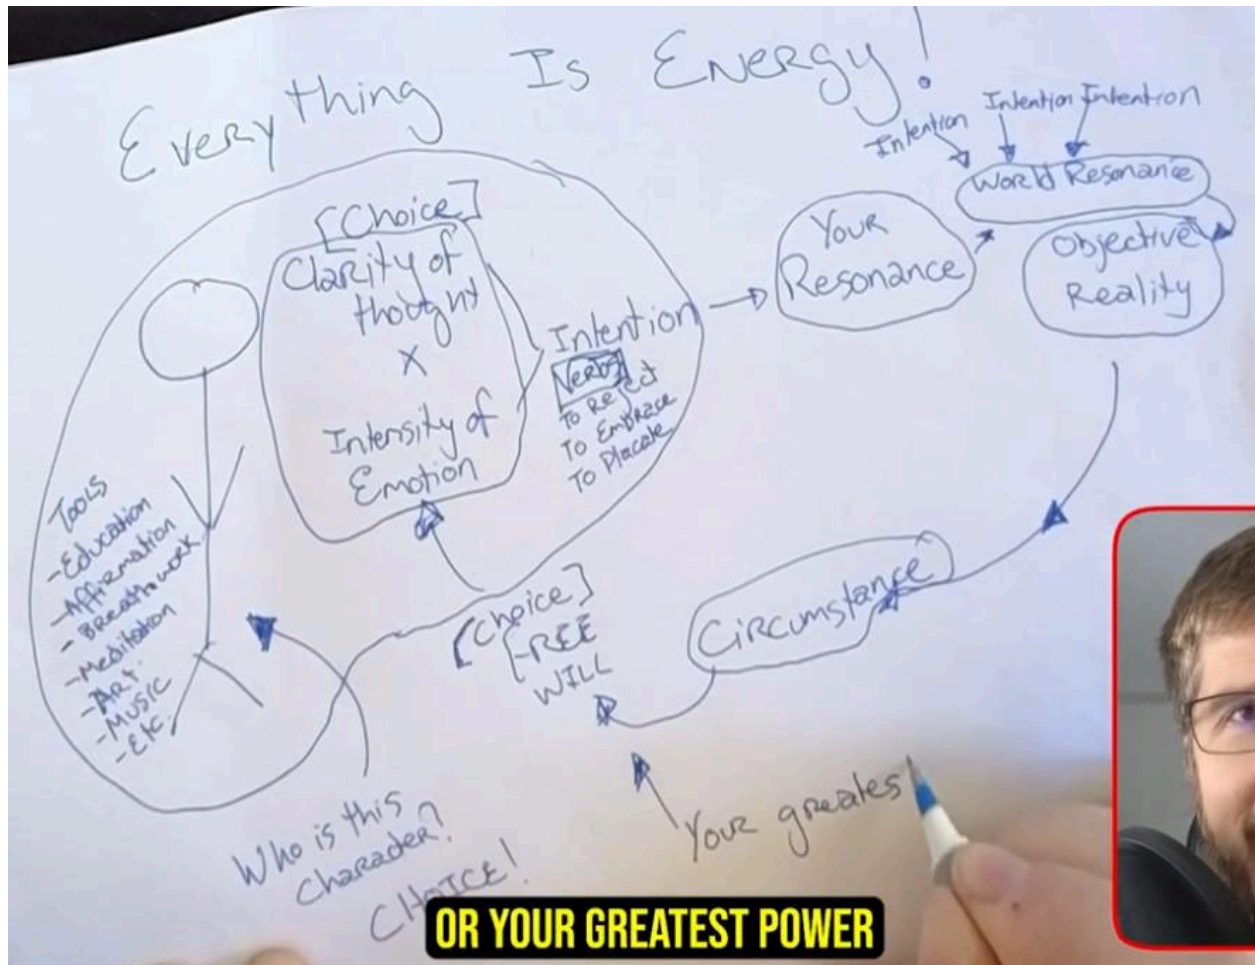 Everything Is Energy!
[Choice]
Clarity of
thought
X
Intensity of
Emotion
Intention
Verbs
To Reject
To Embrace
To Placate
Your
Resonance
Intention
Intention
Intention
World Resonance
Objective
Reality
Circumstance
[Choice]
FREE
WILL
Your greates
Tools
-Education
-Affirmation
-Breathwork
-Meditation
-Art
-Music
-Etc.
Who is this
Character?
CHOICE!
OR YOUR GREATEST POWER